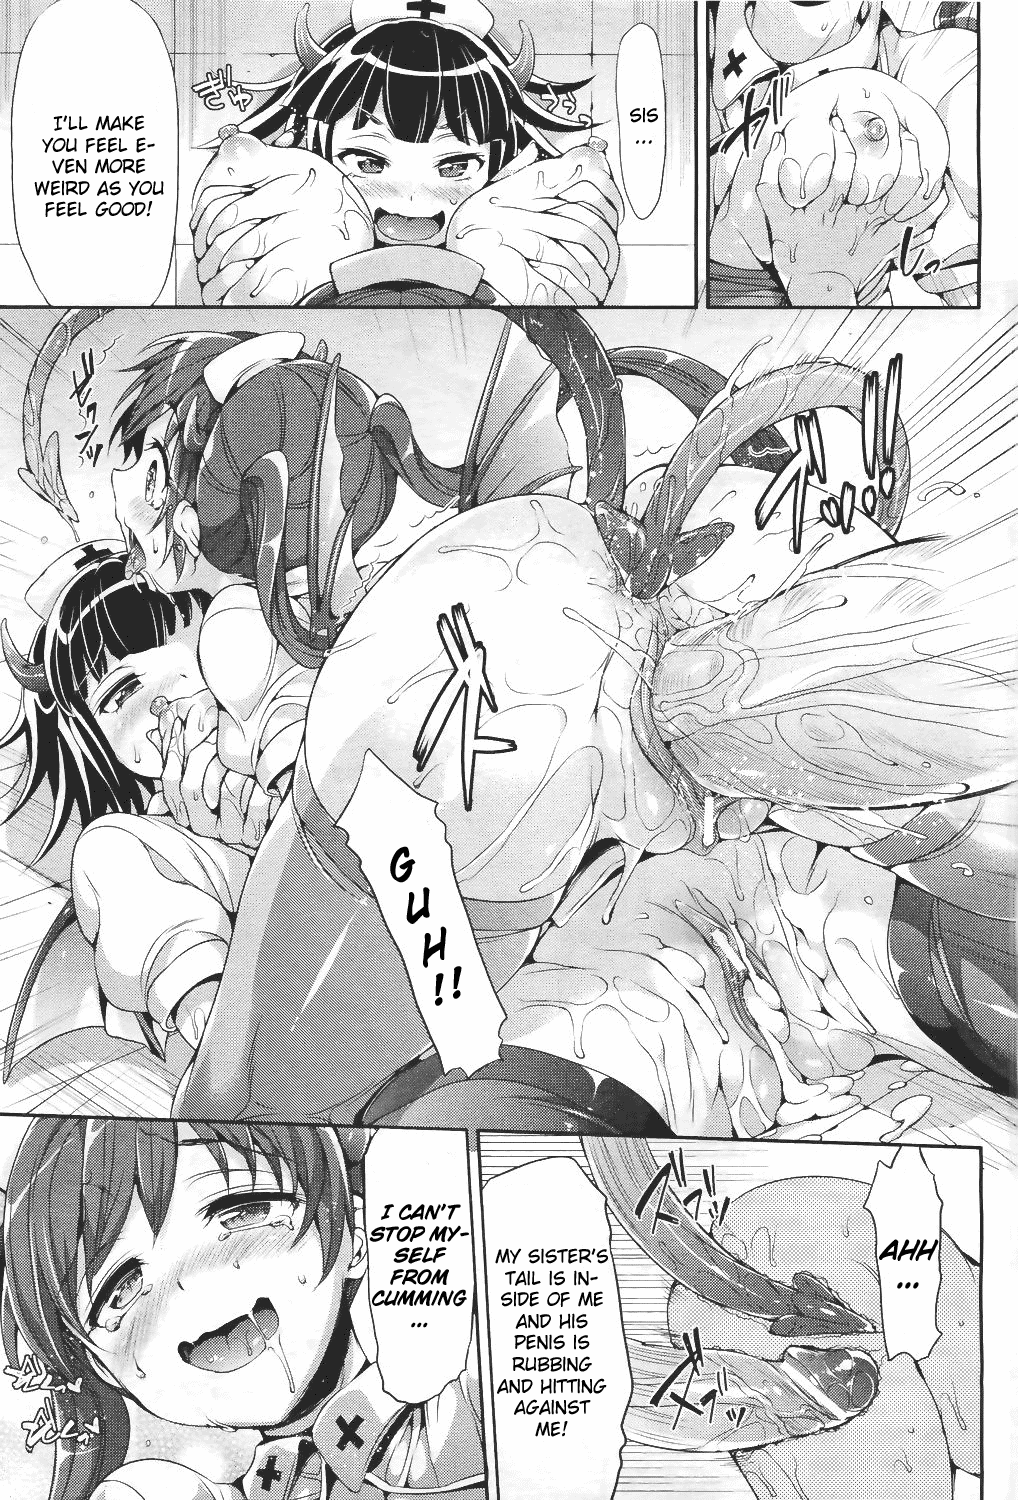 SIS
...
I'LL MAKE
YOU FEEL E-
VEN MORE
WEIRD AS YOU
FEEL GOOD!
GUH!!
AHH
...
MY SISTER'S
TAIL IS IN-
SIDE OF ME
AND HIS
PENIS IS
RUBBING
AND HITTING
AGAINST
ME!
I CAN'T
STOP MY-
SELF
FROM
CUMMING
...